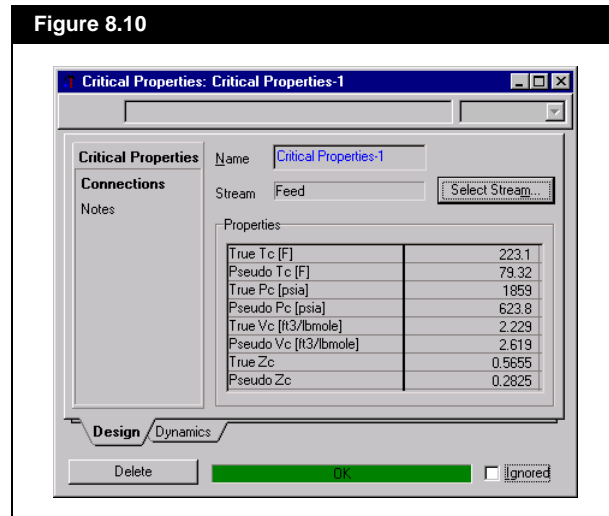 Figure 8.10
Critical Properties: Critical Properties-1
Critical Properties
Connections
Notes
Name Critical Properties-1
Stream Feed Select Stream...
Properties
True Tc [F] 223.1
Pseudo Tc [F] 79.32
True Pc [psia] 1859
Pseudo Pc [psia] 623.8
True Vc [ft3/lbmole] 2.229
Pseudo Vc [ft3/lbmole] 2.619
True Zc 0.5655
Pseudo Zc 0.2825
Design Dynamics
Delete OK Ignored